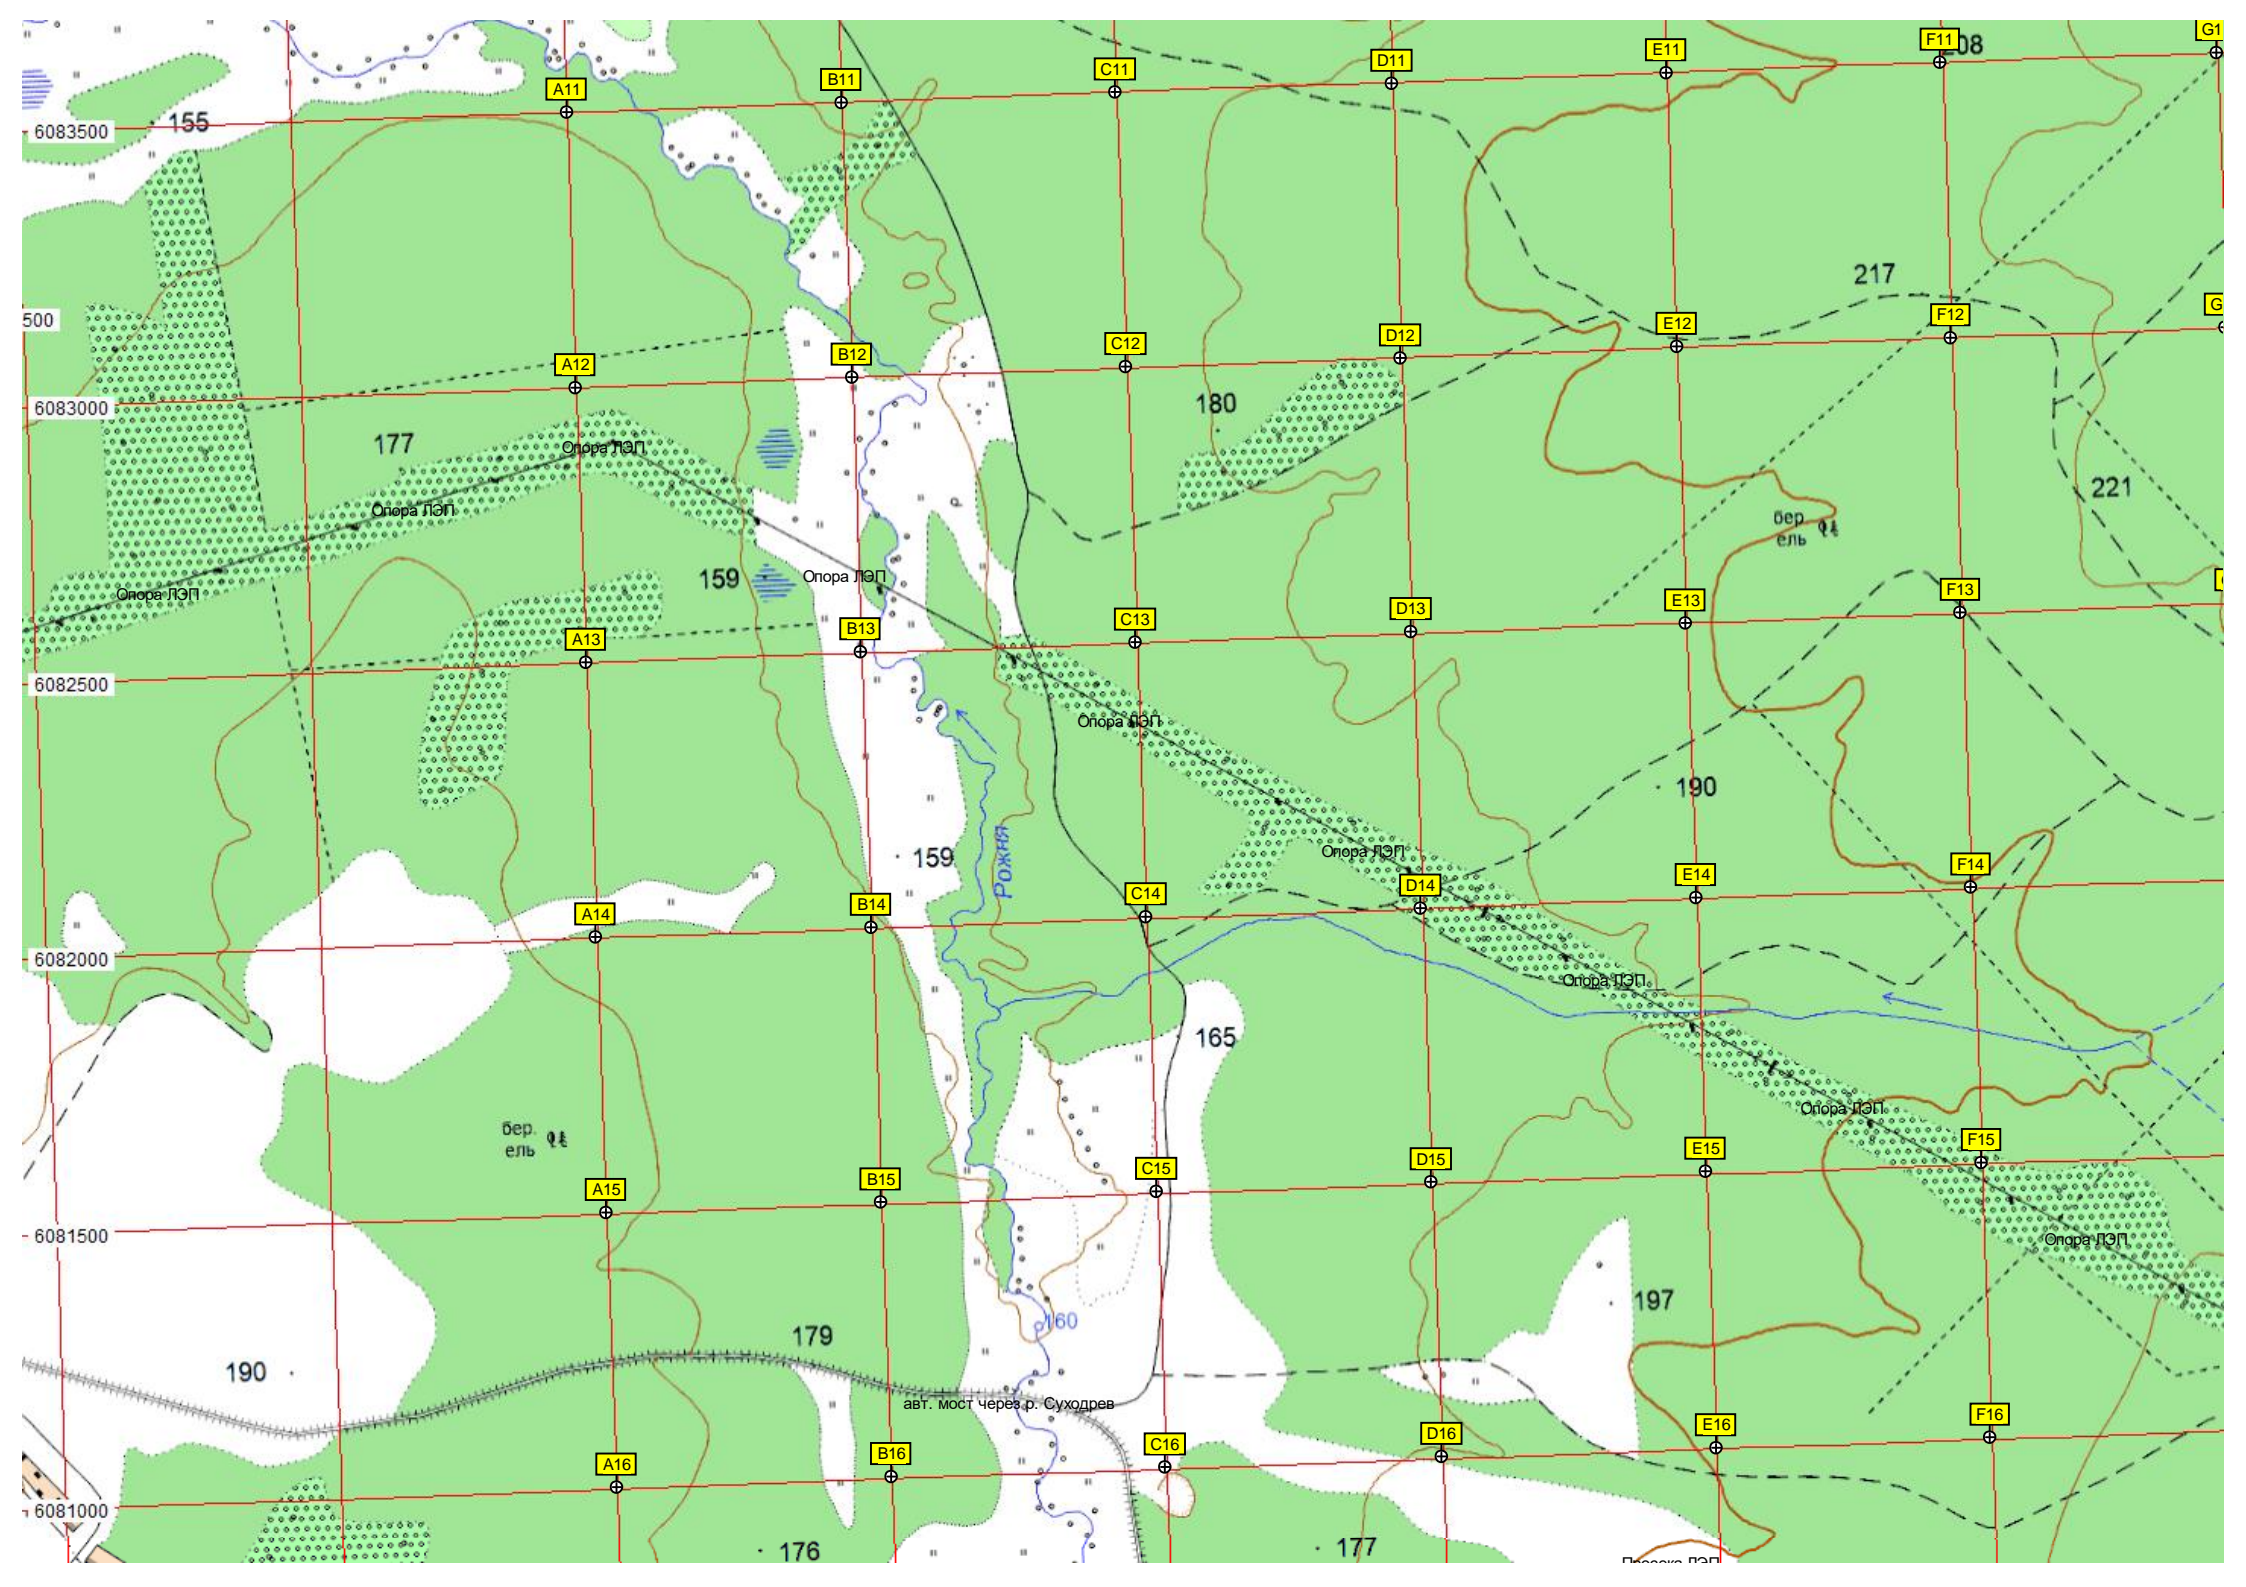 G1
F11
208
E11
D11
C11
B11
A11
155
6083500
217
G
500
F12
E12
D12
C12
B12
A12
180
6083000
177
Опора ЛЭП
221
Опора ЛЭП
бер.
ель
159
Опора ЛЭП
Опора ЛЭП
F13
E13
D13
C13
B13
A13
6082500
Опора ЛЭП
190
159
Рожня
Опора ЛЭП
F14
E14
D14
C14
B14
A14
6082000
Опора ЛЭП
165
Опора ЛЭП
бер.
ель
F15
E15
D15
C15
B15
A15
6081500
Опора ЛЭП
197
160
179
190
авт. мост через р. Суходрев
F16
E16
D16
C16
B16
A16
6081000
176
177
Просека ЛЭП